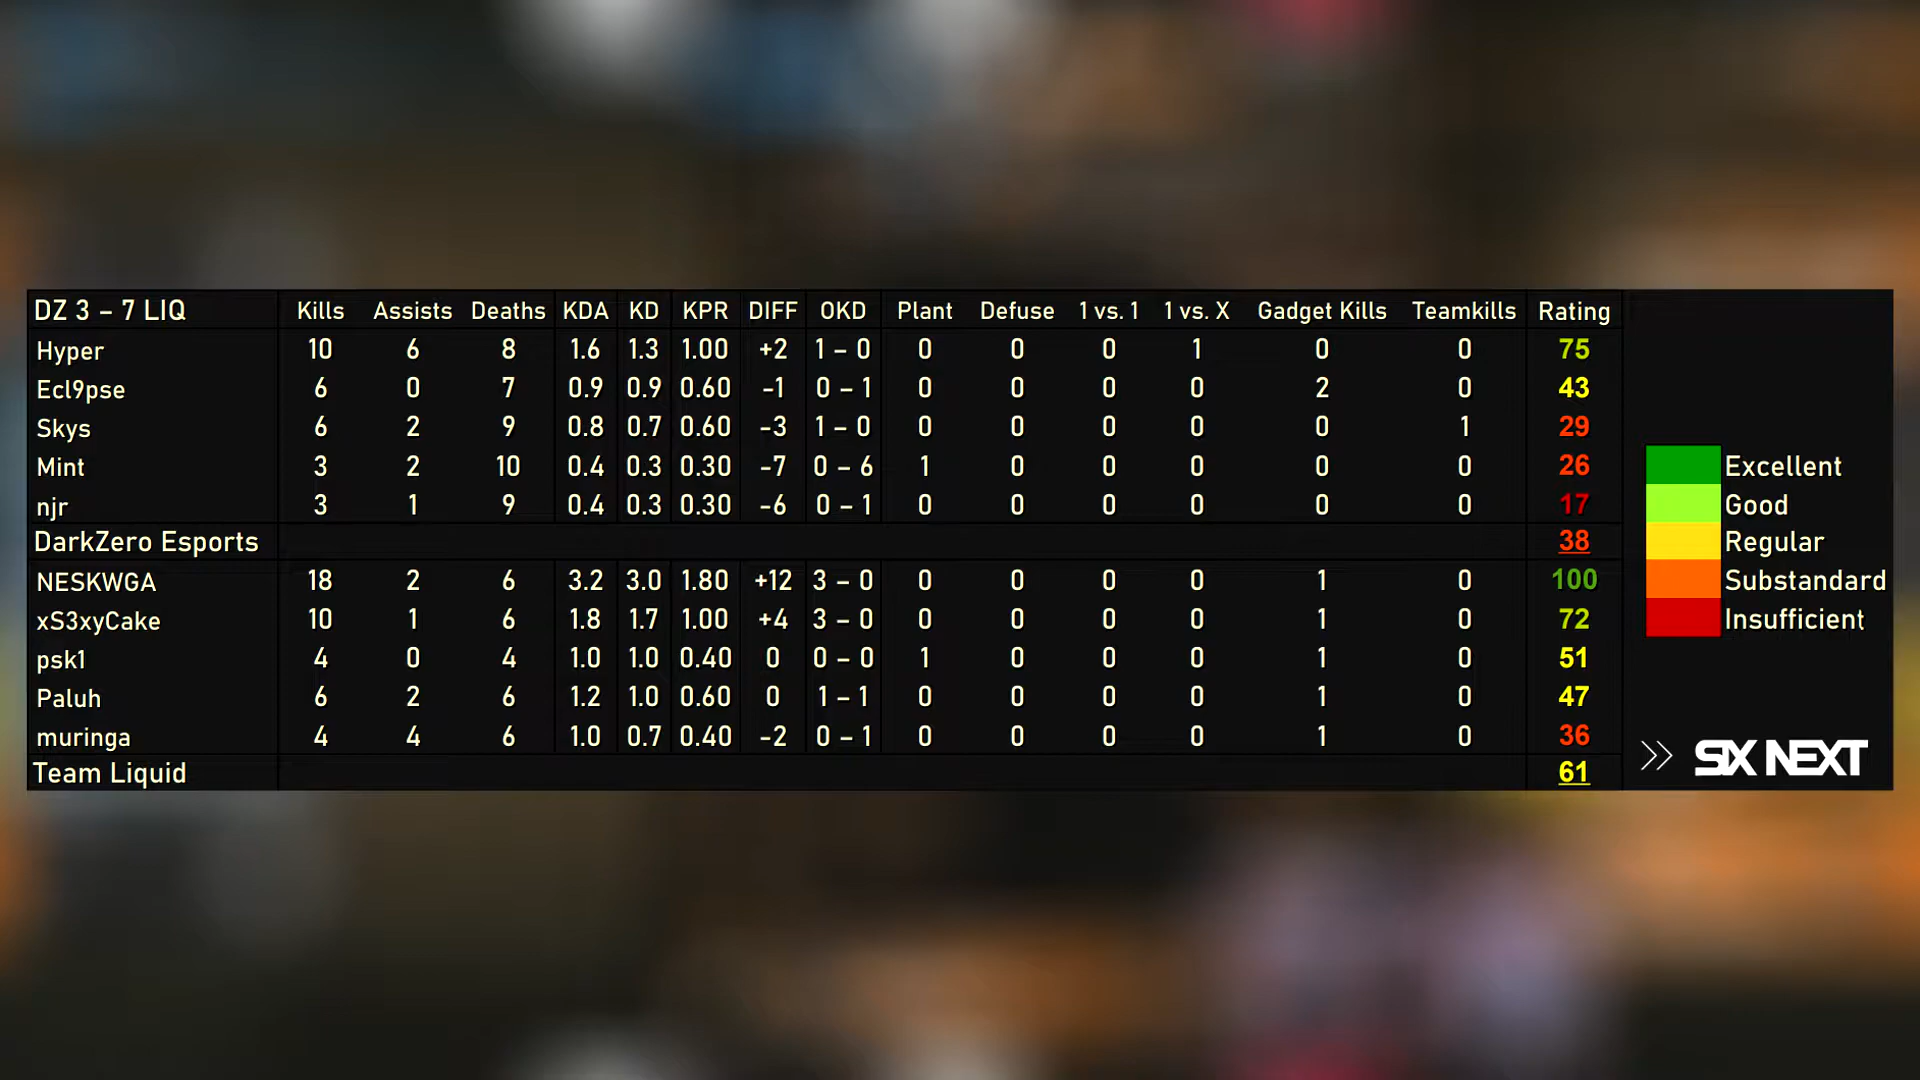 DZ 3 – 7 LIQ Kills Assists Deaths KDA KD KPR DIFF OKD Plant Defuse 1 vs. 1 1 vs. X Gadget Kills Teamkills Rating
Hyper 10 6 8 1.6 1.3 1.00 +2 1 – 0 0 0 0 1 0 0 75
Ecl9pse 6 0 7 0.9 0.9 0.60 -1 0 – 1 0 0 0 0 2 0 43
Skys 6 2 9 0.8 0.7 0.60 -3 1 – 0 0 0 0 0 0 1 29
Mint 3 2 10 0.4 0.3 0.30 -7 0 – 6 1 0 0 0 0 0 26
njr 3 1 9 0.4 0.3 0.30 -6 0 – 1 0 0 0 0 0 0 17
DarkZero Esports 38
NESKWGA 18 2 6 3.2 3.0 1.80 +12 3 – 0 0 0 0 0 1 0 100
xS3xyCake 10 1 6 1.8 1.7 1.00 +4 3 – 0 0 0 0 0 1 0 72
psk1 4 0 4 1.0 1.0 0.40 0 0 – 0 1 0 0 0 1 0 51
Paluh 6 2 6 1.2 1.0 0.60 0 1 – 1 0 0 0 0 1 0 47
muringa 4 4 6 1.0 0.7 0.40 -2 0 – 1 0 0 0 0 1 0 36
Team Liquid 61
Excellent
Good
Regular
Substandard
Insufficient
SIX NEXT